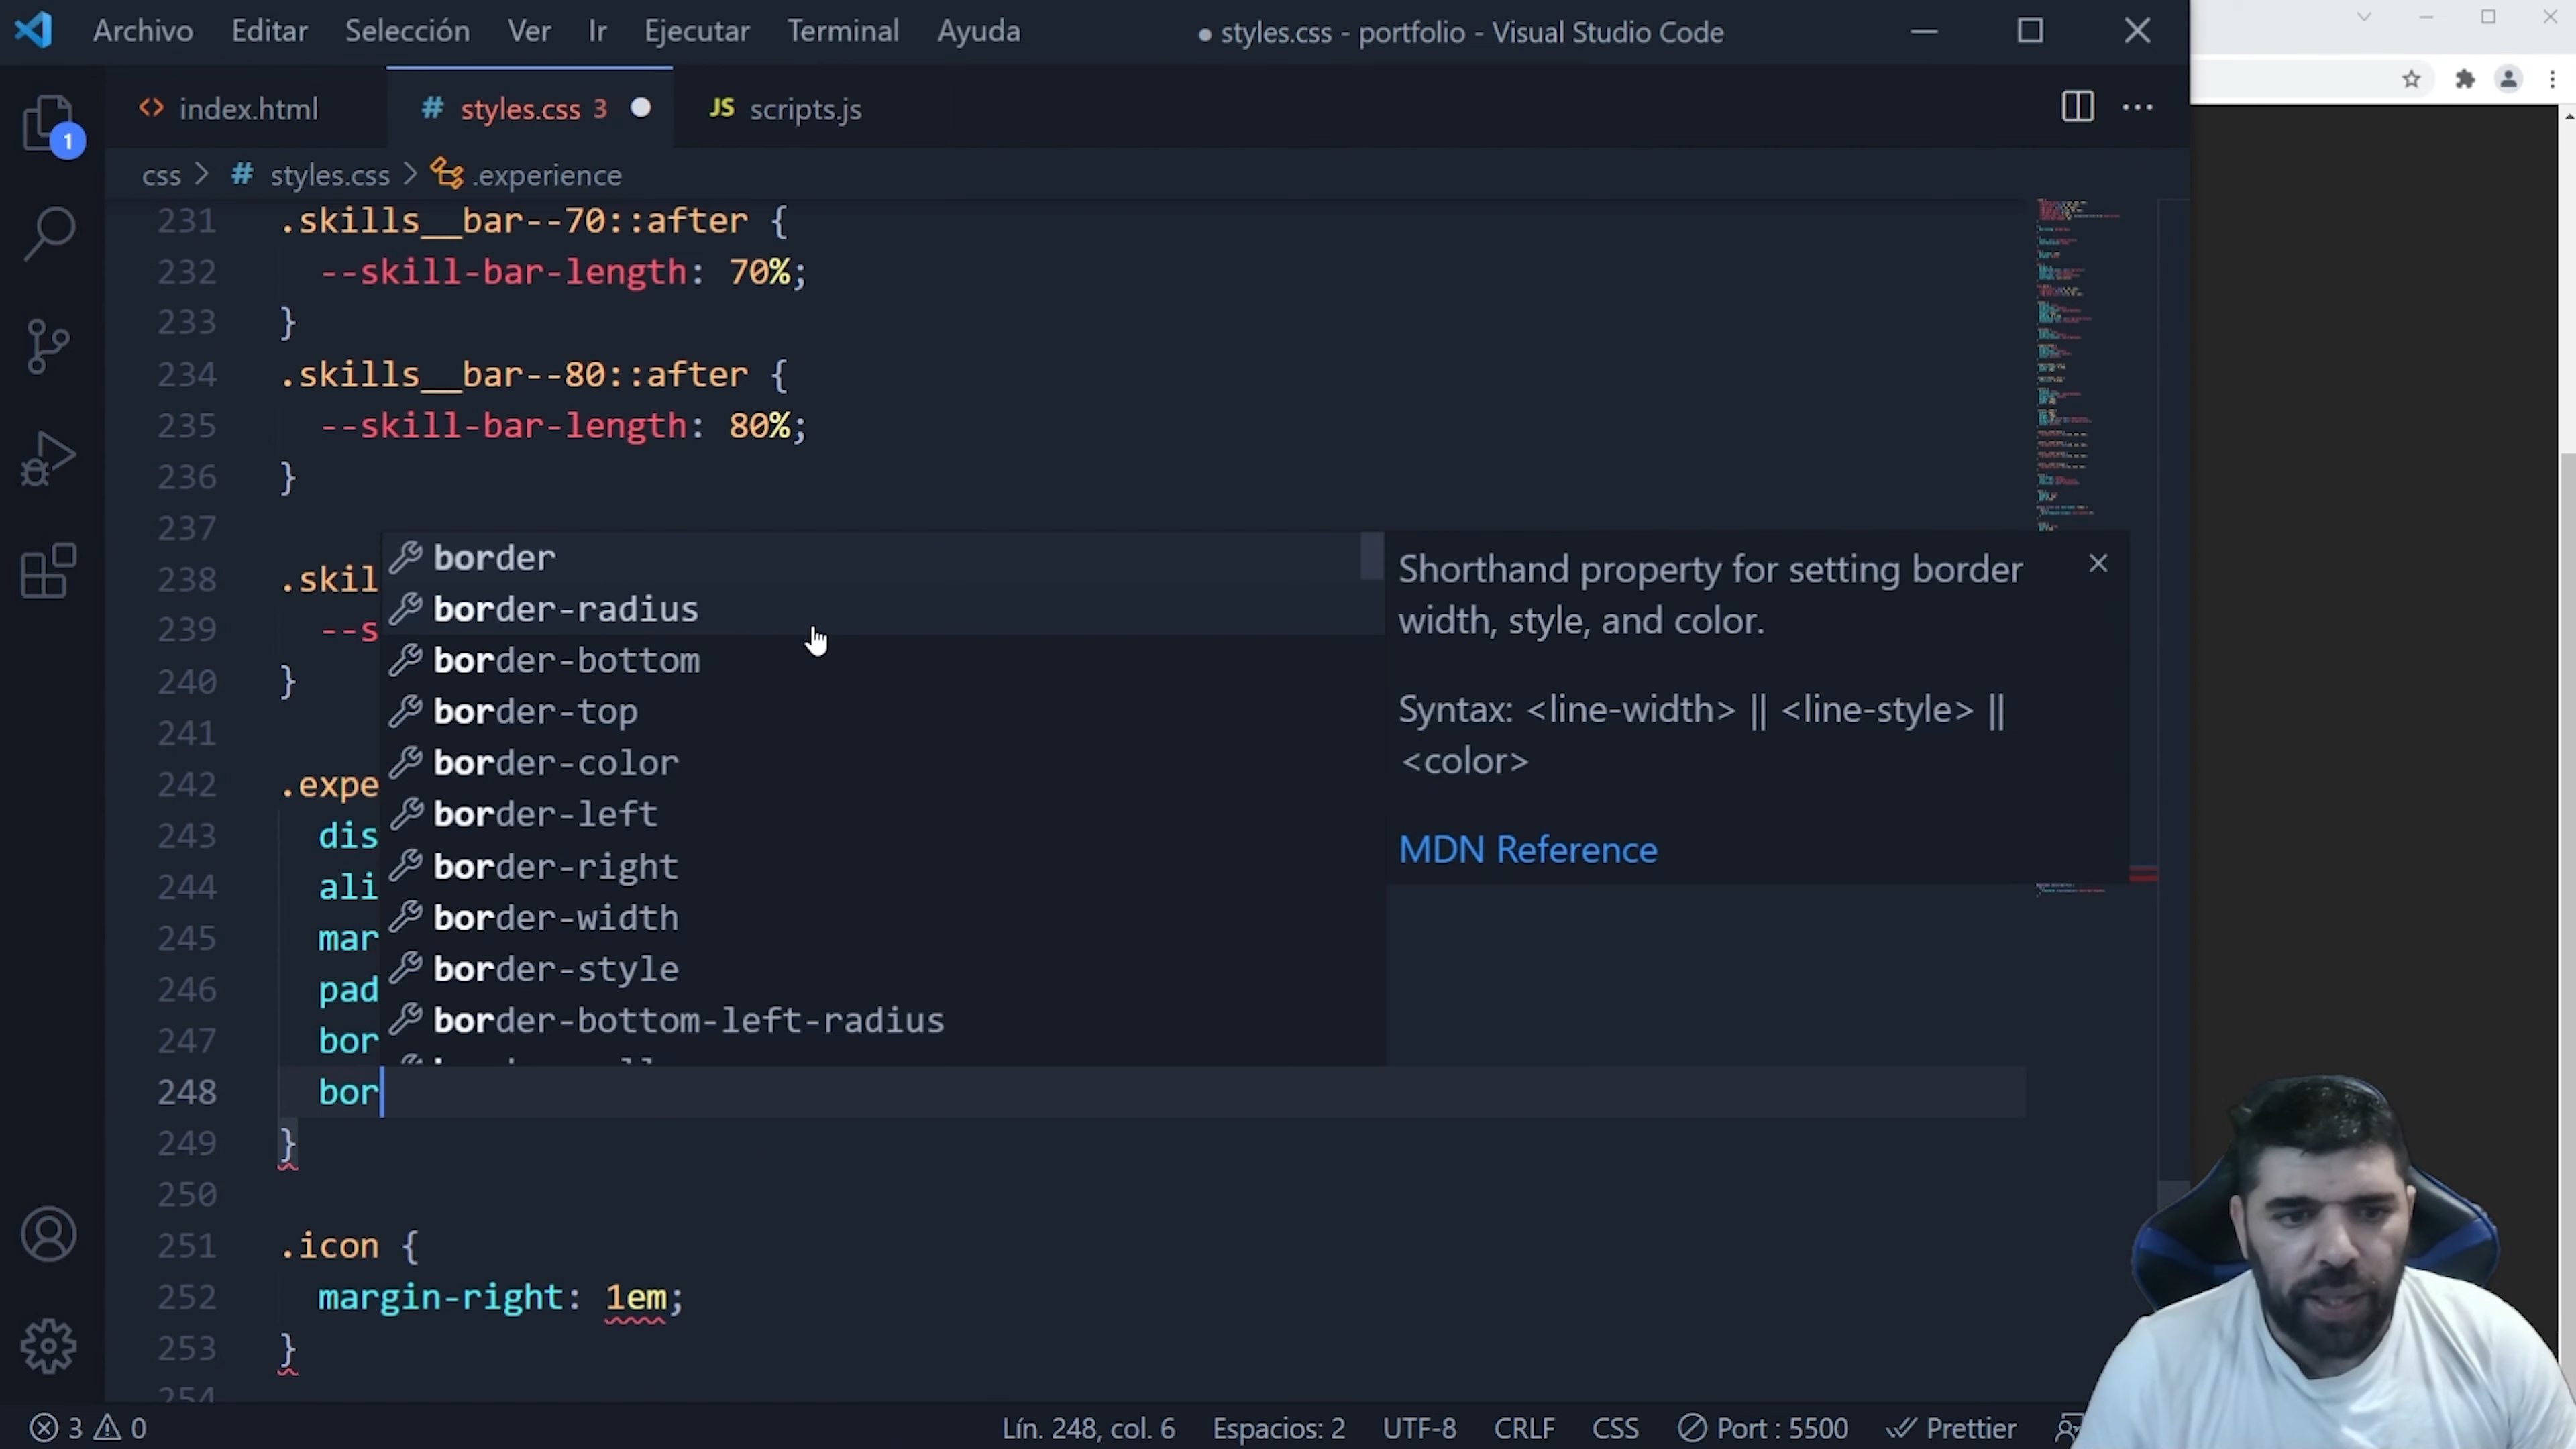 Archivo Editar Selección Ver Ir Ejecutar Terminal Ayuda ● styles.css - portfolio - Visual Studio Code
<> index.html # styles.css 3 ● JS scripts.js ...
1
css > # styles.css > .experience
231 .skills__bar--70::after {
232 --skill-bar-length: 70%;
233 }
234 .skills__bar--80::after {
235 --skill-bar-length: 80%;
236 }
237
238 .skil
239 --s
240 }
241
242 .expe
243 dis
244 ali
245 mar
246 pad
247 bor
248 bor
249 }
250
251 .icon {
252 margin-right: 1em;
253 }
254
border
border-radius
border-bottom
border-top
border-color
border-left
border-right
border-width
border-style
border-bottom-left-radius
Shorthand property for setting border
width, style, and color.
Syntax: <line-width> || <line-style> ||
<color>
MDN Reference
3 0 Lín. 248, col. 6 Espacios: 2 UTF-8 CRLF CSS Port : 5500 Prettier